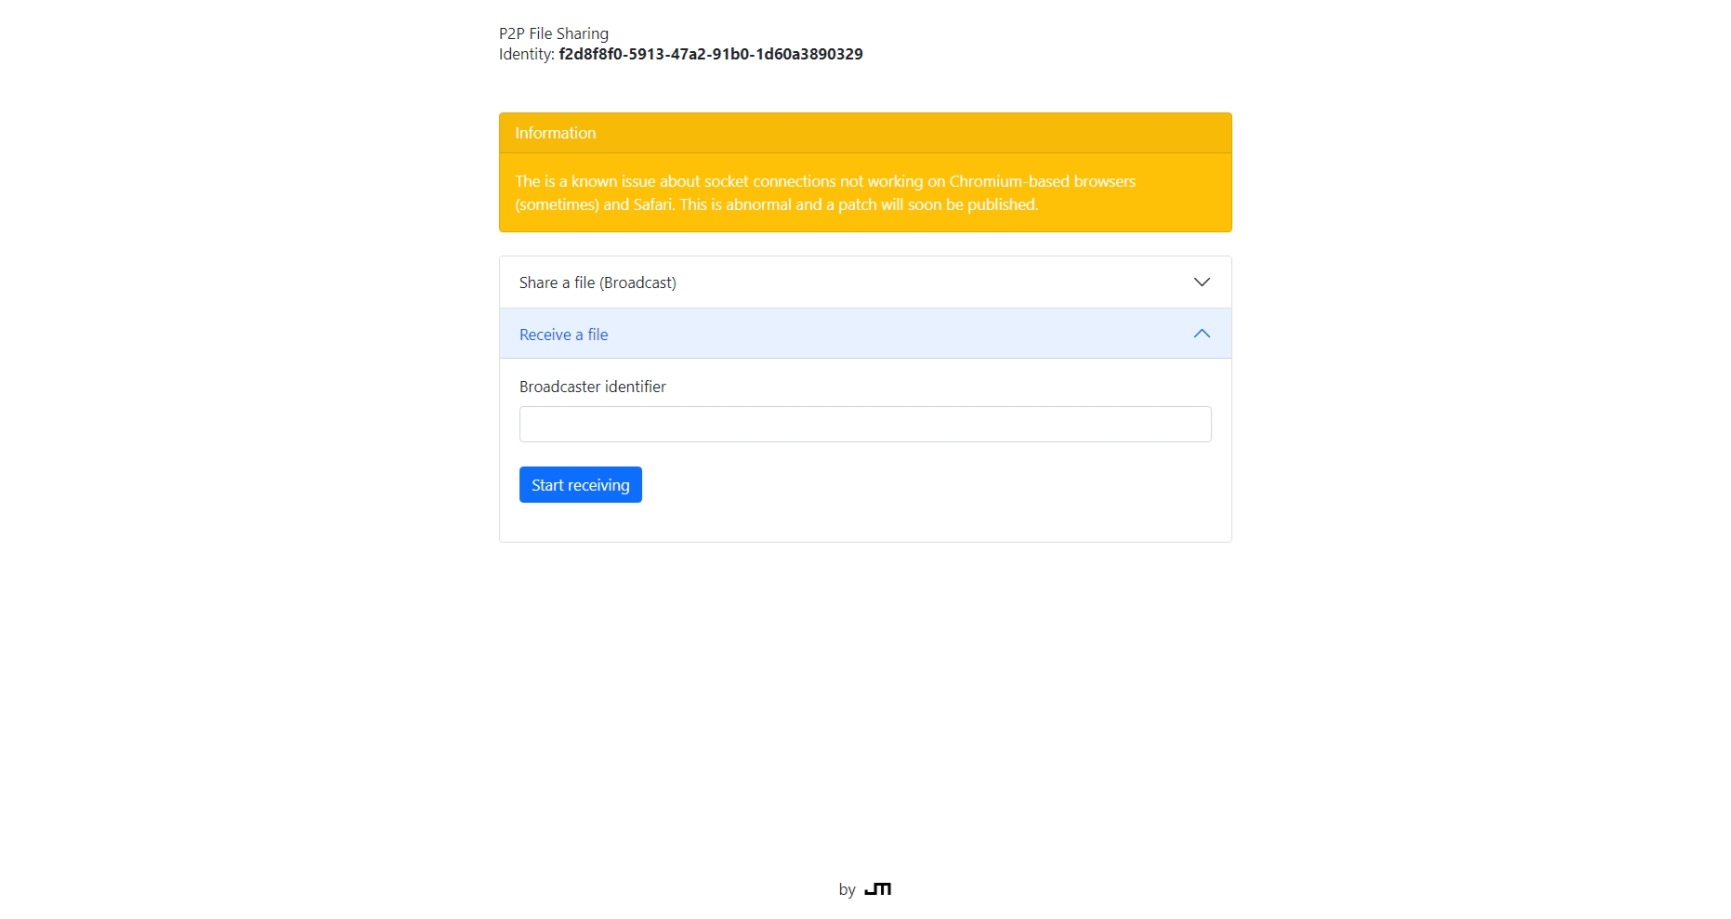 P2P File Sharing
Identity: f2d8f8f0-5913-47a2-91b0-1d60a3890329
Information
The is a known issue about socket connections not working on Chromium-based browsers
(sometimes) and Safari. This is abnormal and a patch will soon be published.
Share a file (Broadcast)
Receive a file
Broadcaster identifier
Start receiving
by JM